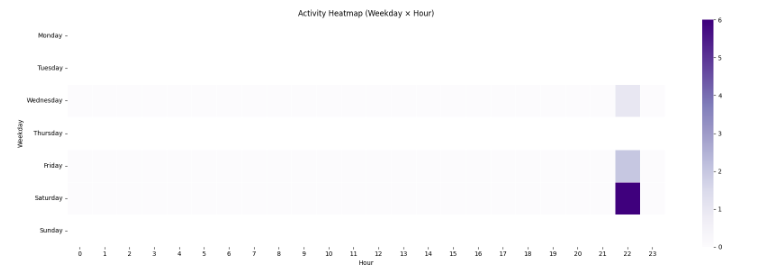 Activity Heatmap (Weekday × Hour)
Monday
Tuesday
Wednesday
Thursday
Friday
Saturday
Sunday
Weekday
0 1 2 3 4 5 6 7 8 9 10 11 12 13 14 15 16 17 18 19 20 21 22 23
Hour
6
5
4
3
2
1
0